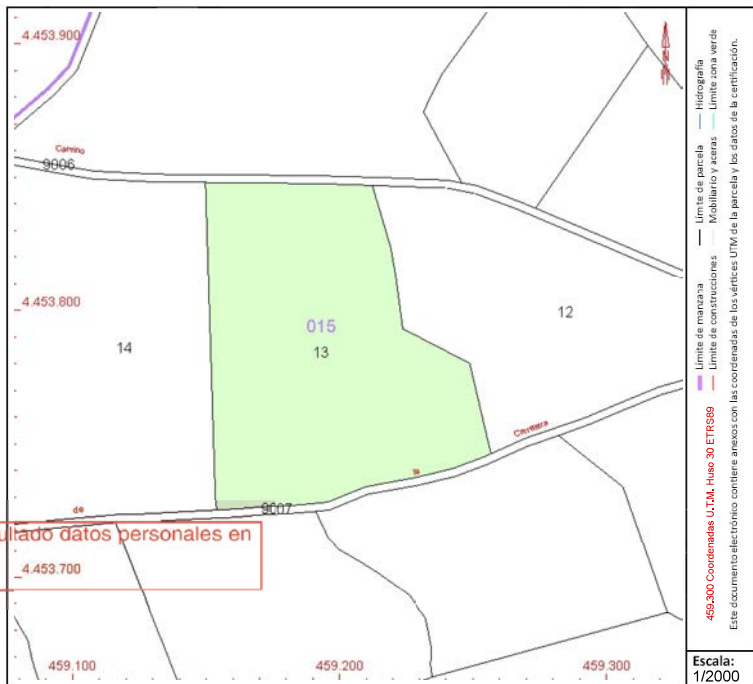 4.453.900
Camino
9006
4.453.800
015
13
14
12
Carretera
la
de
9007
ultado datos personales en
4.453.700
459.100
459.200
459.300
Límite de manzana
Límite de parcela
Hidrografía
Límite de construcciones
Mobiliario y aceras
Límite zona verde
459.300 Coordenadas U.T.M. Huso 30 ETRS89
Este documento electrónico contiene anexos con las coordenadas de los vértices UTM de la parcela y los datos de la certificación.
Escala:
1/2000